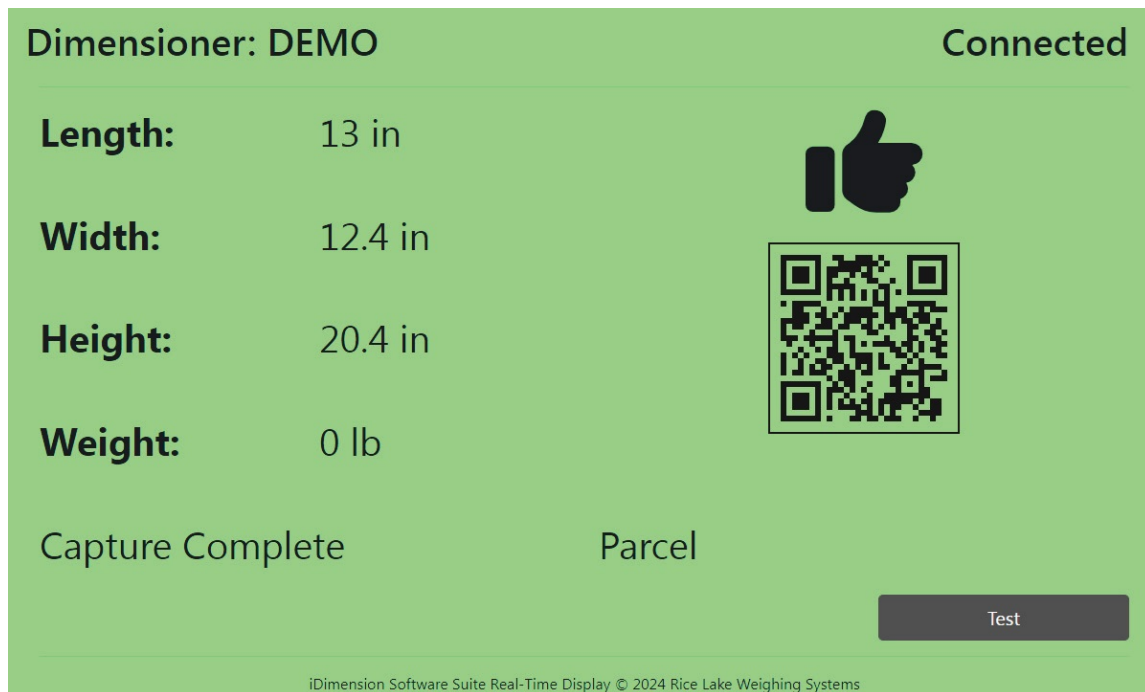 Dimensioner: DEMO Connected
Length: 13 in
Width: 12.4 in
Height: 20.4 in
Weight: 0 lb
Capture Complete Parcel
Test
iDimension Software Suite Real-Time Display © 2024 Rice Lake Weighing Systems